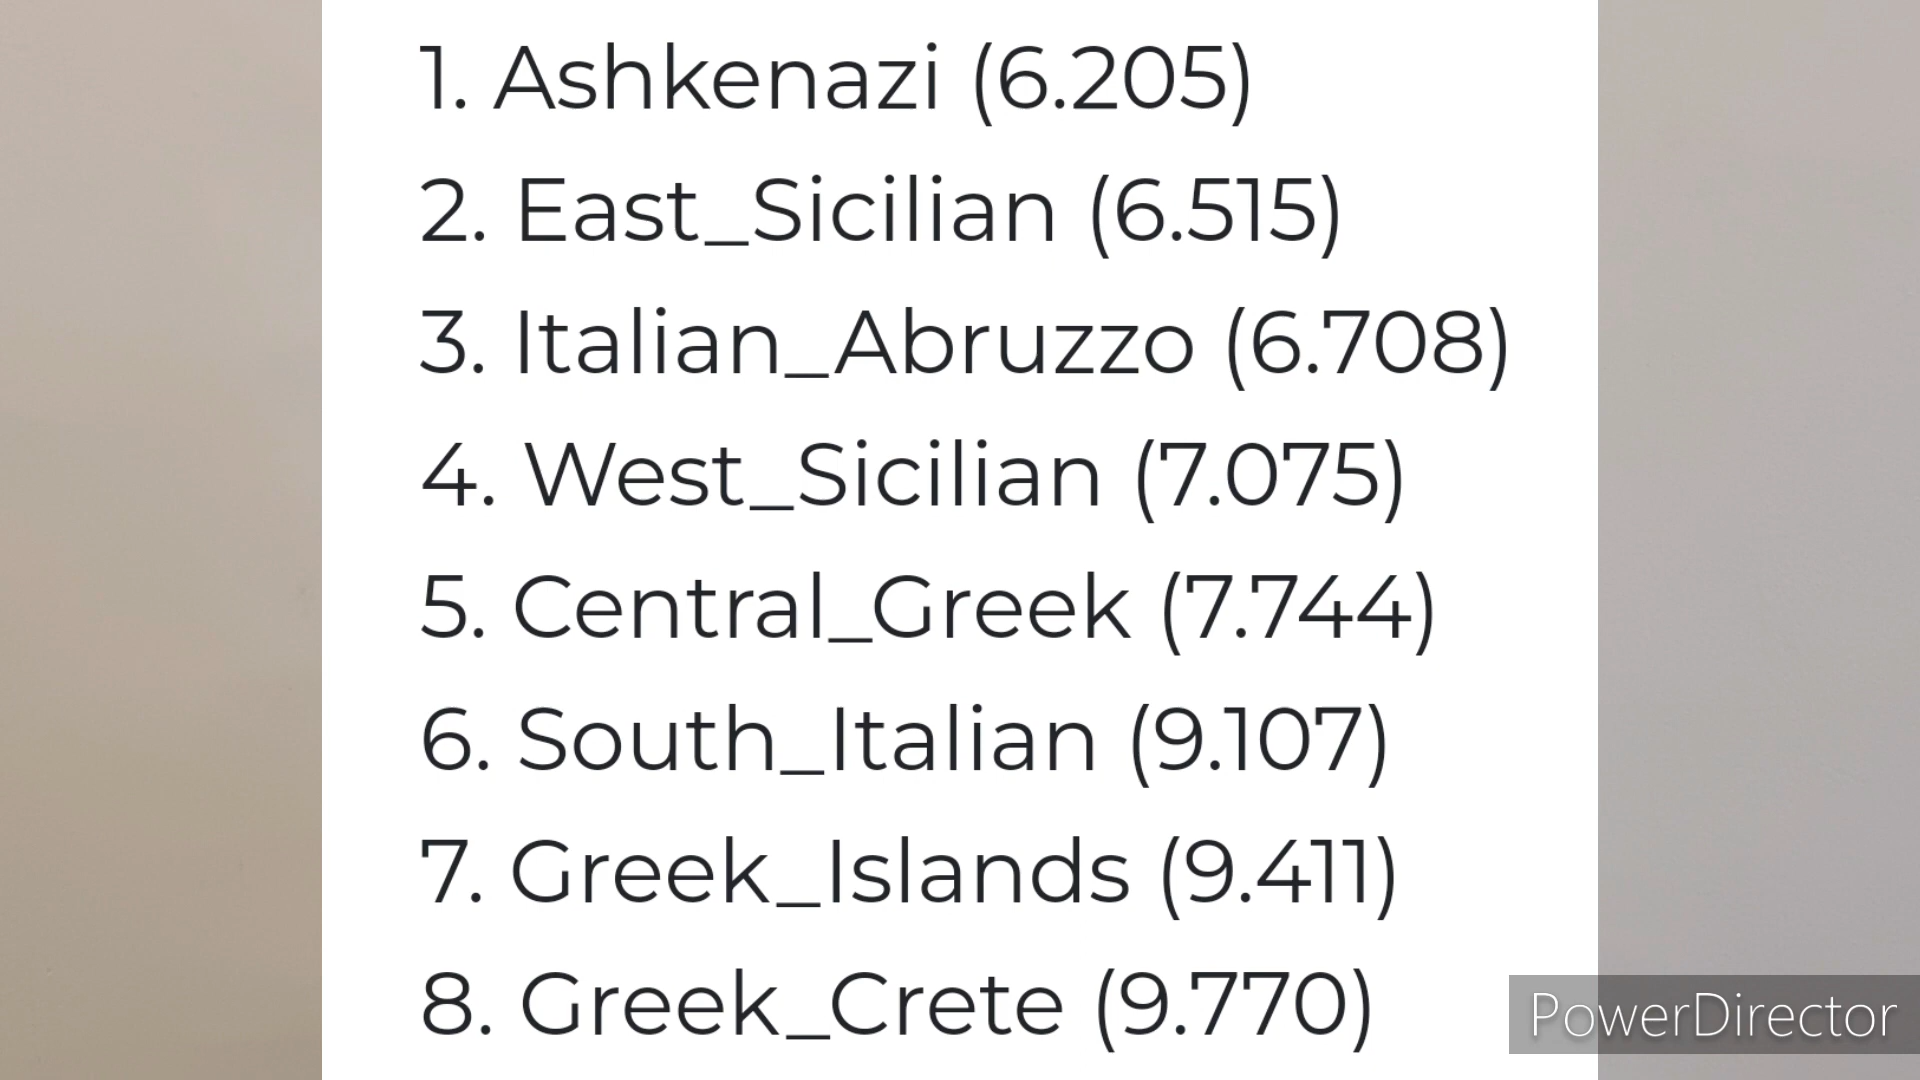 1. Ashkenazi (6.205)
2. East_Sicilian (6.515)
3. Italian_Abruzzo (6.708)
4. West_Sicilian (7.075)
5. Central_Greek (7.744)
6. South_Italian (9.107)
7. Greek_Islands (9.411)
8. Greek_Crete (9.770)
PowerDirector